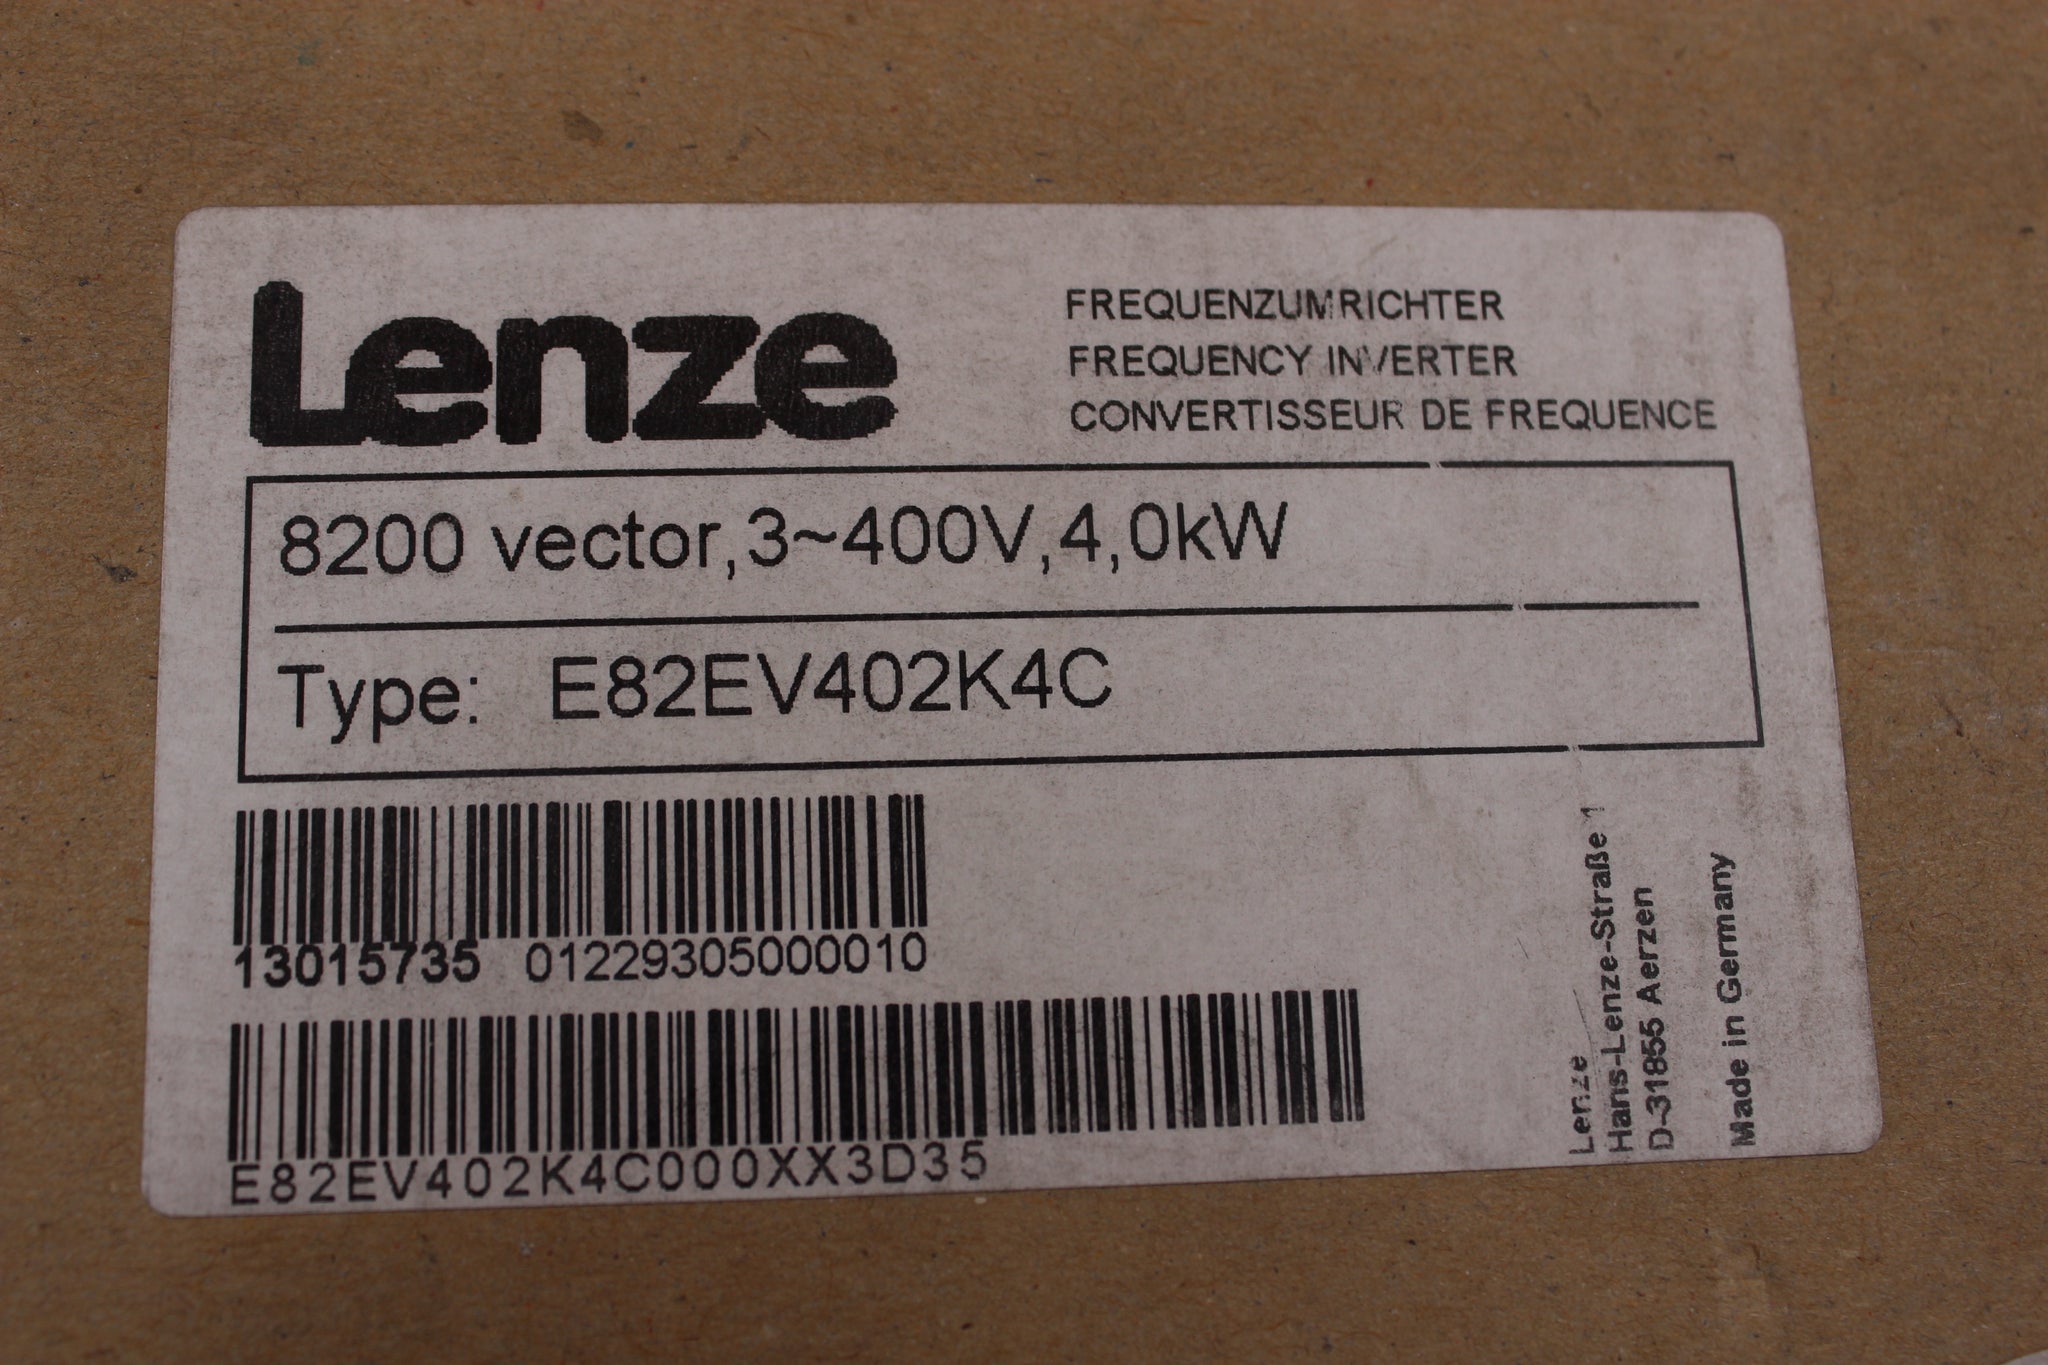 Lenze
FREQUENZUMRICHTER
FREQUENCY INVERTER
CONVERTISSEUR DE FREQUENCE
8200 vector,3~400V,4,0kW
Type: E82EV402K4C
13015735 01229305000010
E82EV402K4C000XX3D35
Lenze
Hans-Lenze-Straße 1
D-31855 Aerzen
Made in Germany